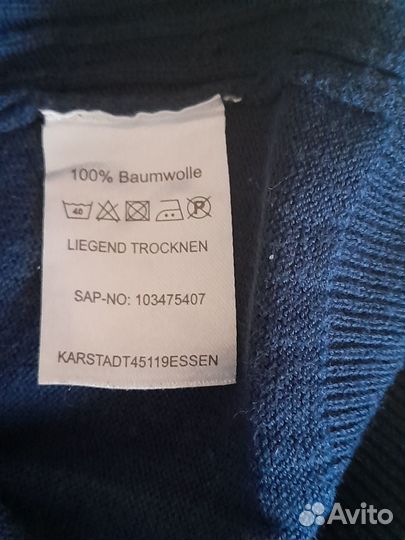 100% Baumwolle
40 P
LIEGEND TROCKNEN
SAP-NO: 103475407
KARSTADT45119ESSEN
Avito